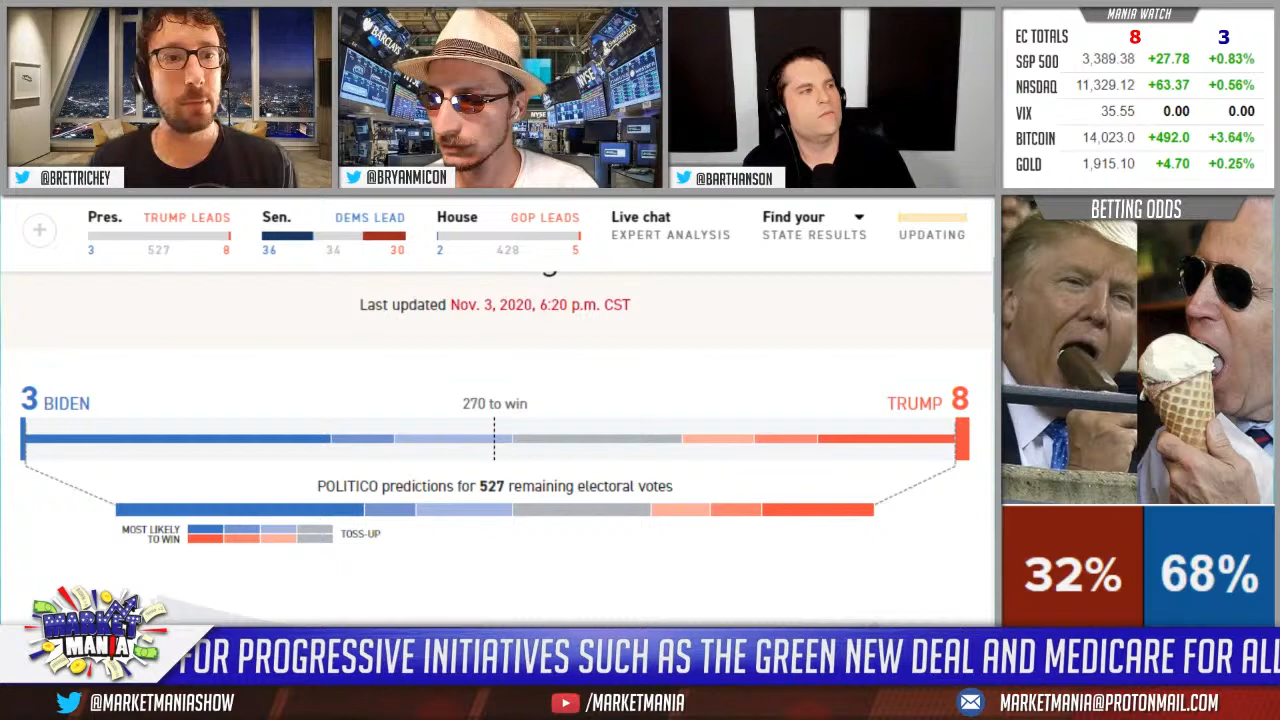 BARCLAYS
NYSE
NYSE
@BRETTRICHEY
@BRYANMICON
@BARTHANSON
MANIA WATCH
EC TOTALS 8 3
S&P 500 3,389.38 +27.78 +0.83%
NASDAQ 11,329.12 +63.37 +0.56%
VIX 35.55 0.00 0.00
BITCOIN 14,023.0 +492.0 +3.64%
GOLD 1,915.10 +4.70 +0.25%
Pres. TRUMP LEADS Sen. DEMS LEAD House GOP LEADS Live chat Find your
EXPERT ANALYSIS STATE RESULTS UPDATING
3 527 8 36 34 30 2 428 5
Last updated Nov. 3, 2020, 6:20 p.m. CST
3 BIDEN 270 to win TRUMP 8
POLITICO predictions for 527 remaining electoral votes
MOST LIKELY
TO WIN
TOSS-UP
BETTING ODDS
32% 68%
MARKET
MANIA
FOR PROGRESSIVE INITIATIVES SUCH AS THE GREEN NEW DEAL AND MEDICARE FOR ALL
@MARKETMANIASHOW /MARKETMANIA MARKETMANIA@PROTONMAIL.COM